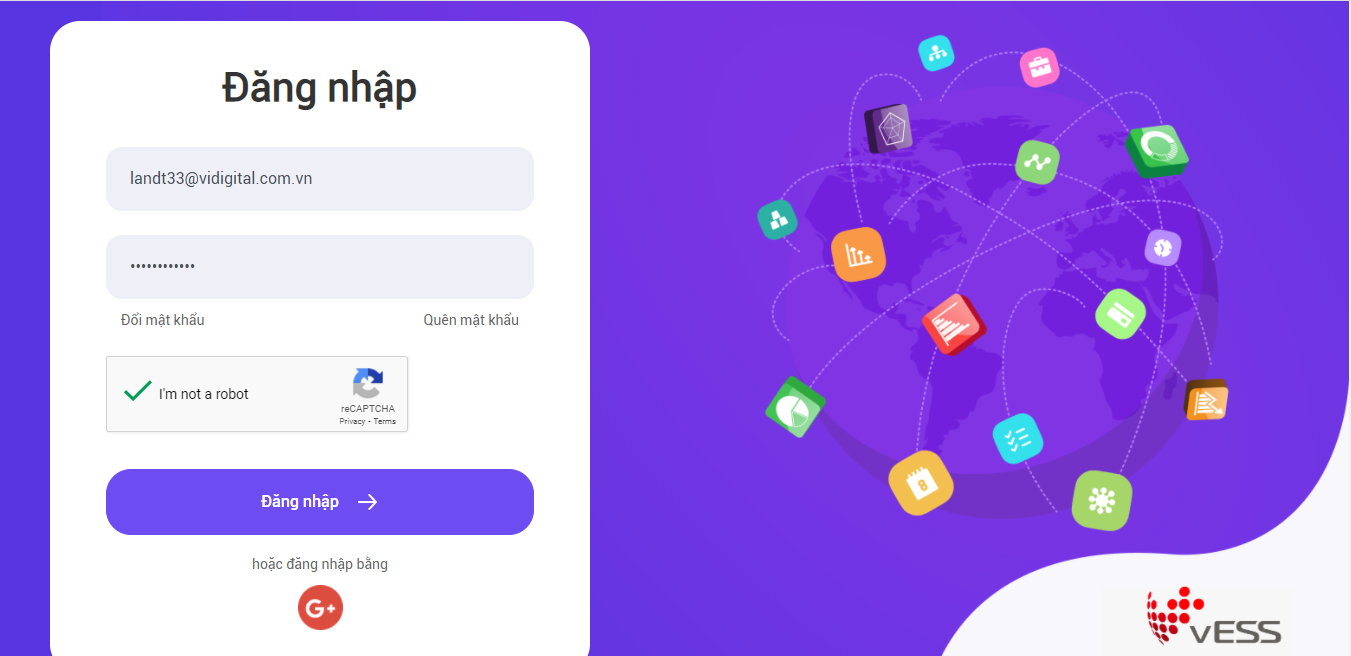 Đăng nhập
landt33@vidigital.com.vn
••••••••••••
Đổi mật khẩu
Quên mật khẩu
I'm not a robot
reCAPTCHA
Privacy - Terms
Đăng nhập
hoặc đăng nhập bằng
G+
8
vESS